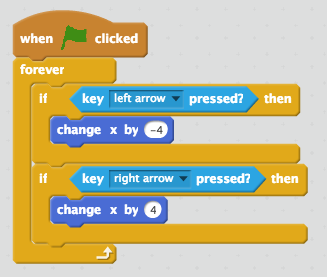 when clicked
forever
if key left arrow pressed? then
change x by -4
if key right arrow pressed? then
change x by 4